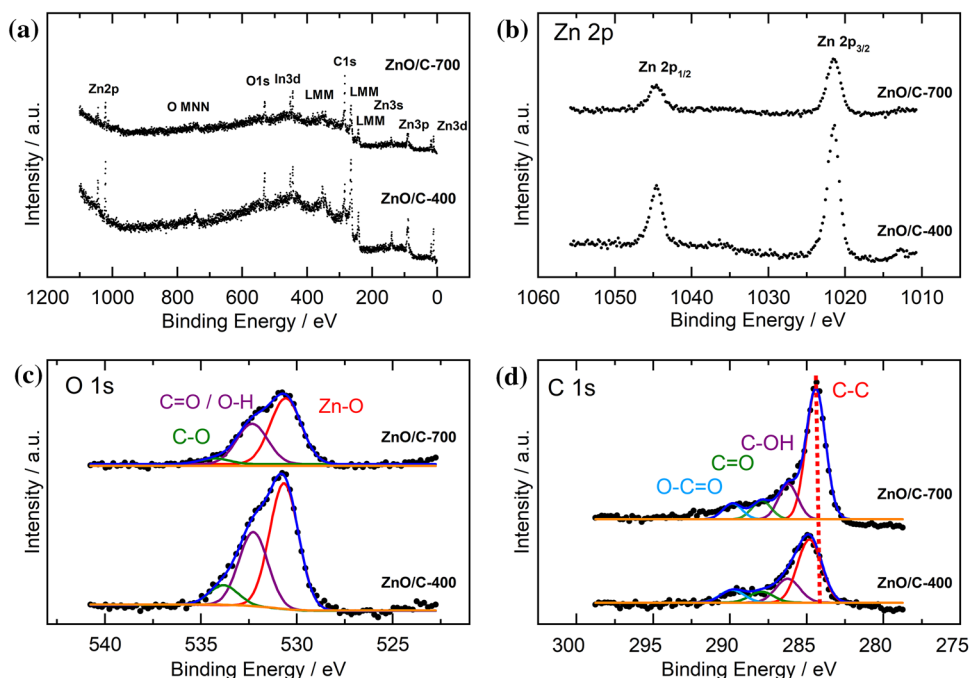 (a)
C1s
ZnO/C-700
O1s In3d
LMM
LMM
Zn2p
O MNN
Zn3s
LMM
Zn3p
Zn3d
ZnO/C-400
Intensity / a.u.
1200 1000 800 600 400 200 0
Binding Energy / eV
(b)
Zn 2p
Zn 2p3/2
Zn 2p1/2
ZnO/C-700
ZnO/C-400
Intensity / a.u.
1060 1050 1040 1030 1020 1010
Binding Energy / eV
(c)
O 1s
C=O / O-H
Zn-O
C-O
ZnO/C-700
ZnO/C-400
Intensity / a.u.
540 535 530 525
Binding Energy / eV
(d)
C 1s
C-C
C-OH
C=O
O-C=O
ZnO/C-700
ZnO/C-400
Intensity / a.u.
300 295 290 285 280 275
Binding Energy / eV